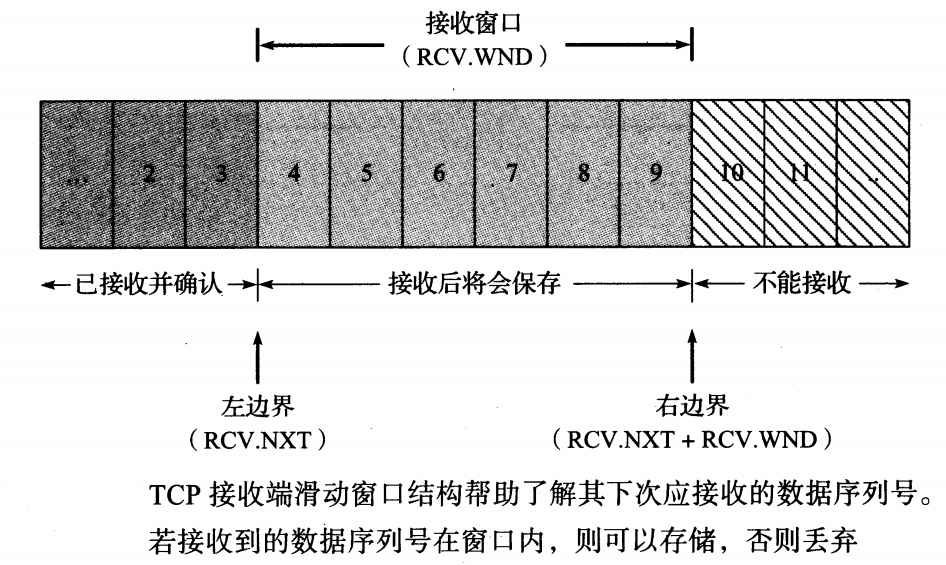 接收窗口
（RCV.WND）
... 2 3 4 5 6 7 8 9 10 11 ..
已接收并确认 接收后将会保存 不能接收
左边界 右边界
（RCV.NXT） （RCV.NXT + RCV.WND）
TCP 接收端滑动窗口结构帮助了解其下次应接收的数据序列号。
若接收到的数据序列号在窗口内，则可以存储，否则丢弃